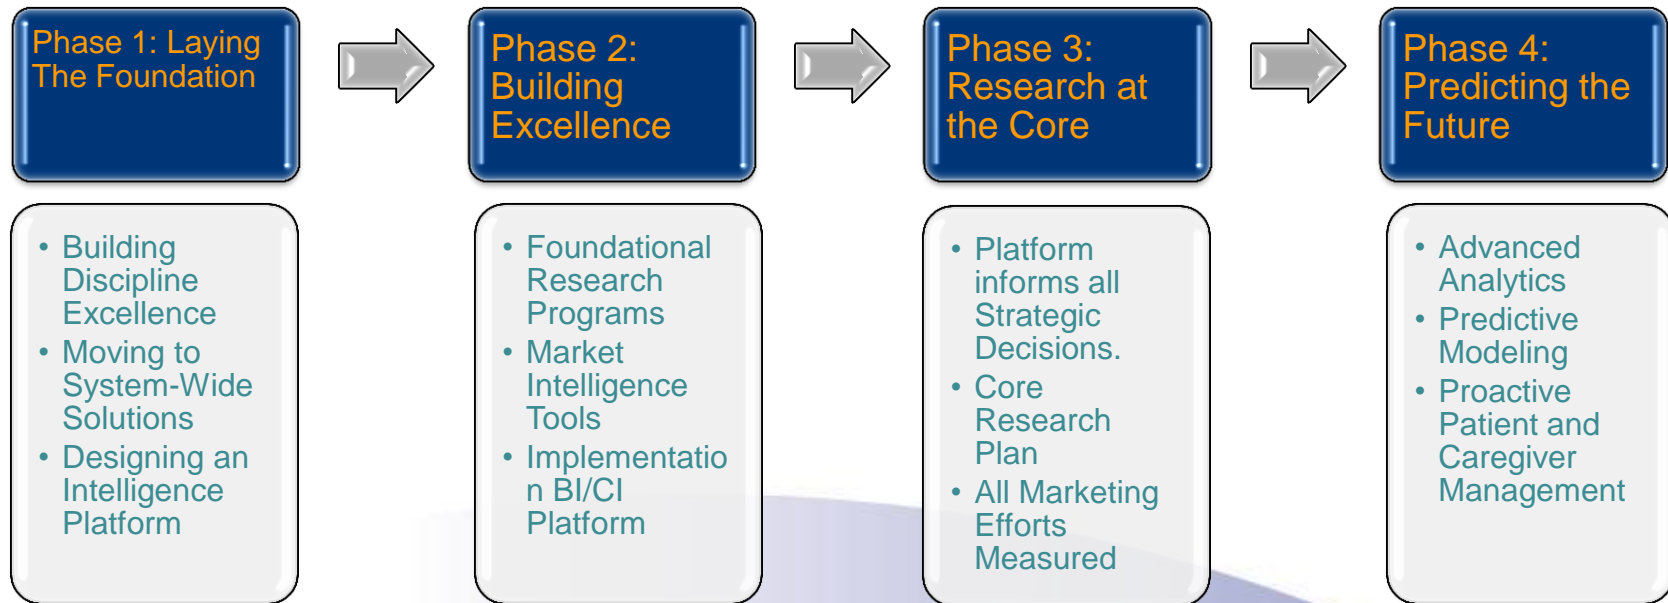 Phase 1: Laying
The Foundation
• Building
Discipline
Excellence
• Moving to
System-Wide
Solutions
• Designing an
Intelligence
Platform
Phase 2:
Building
Excellence
• Foundational
Research
Programs
• Market
Intelligence
Tools
• Implementatio
n BI/CI
Platform
Phase 3:
Research at
the Core
• Platform
informs all
Strategic
Decisions.
• Core
Research
Plan
• All Marketing
Efforts
Measured
Phase 4:
Predicting the
Future
• Advanced
Analytics
• Predictive
Modeling
• Proactive
Patient and
Caregiver
Management